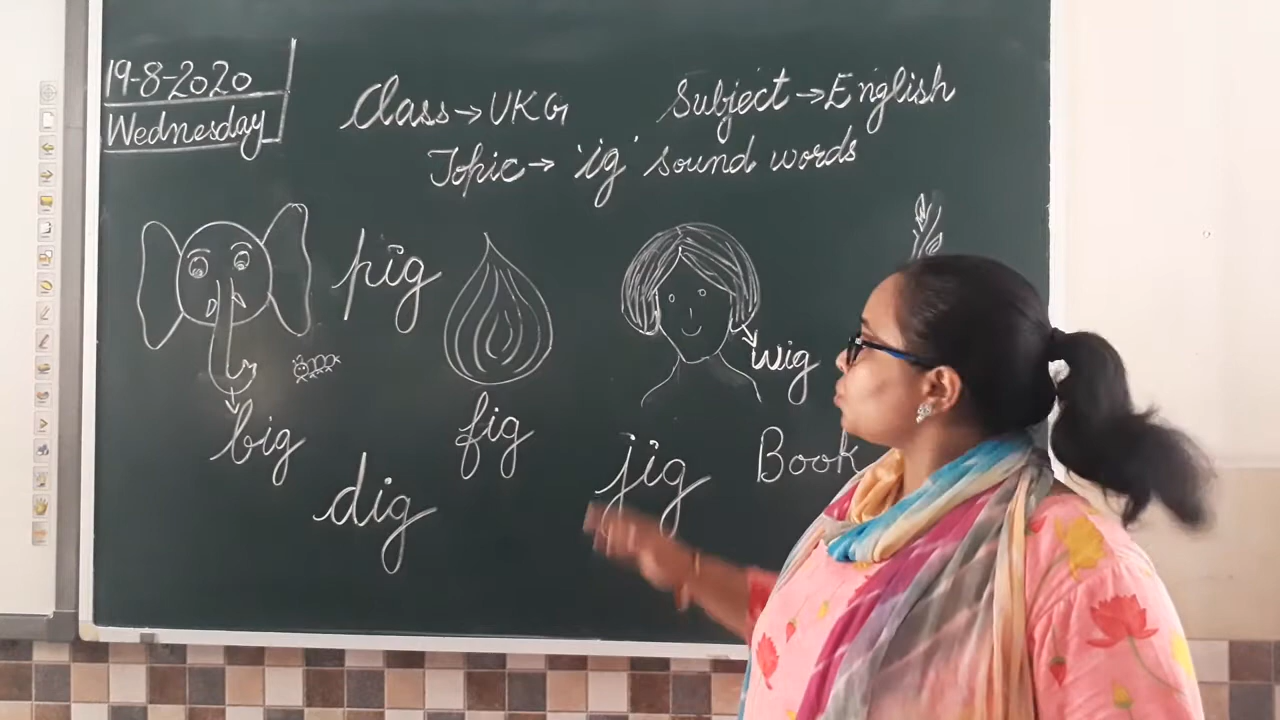 19-8-2020
Wednesday
Class→UKG
Subject→English
Topic→ 'ig' sound words
pig
wig
big
fig
dig
jig
Book